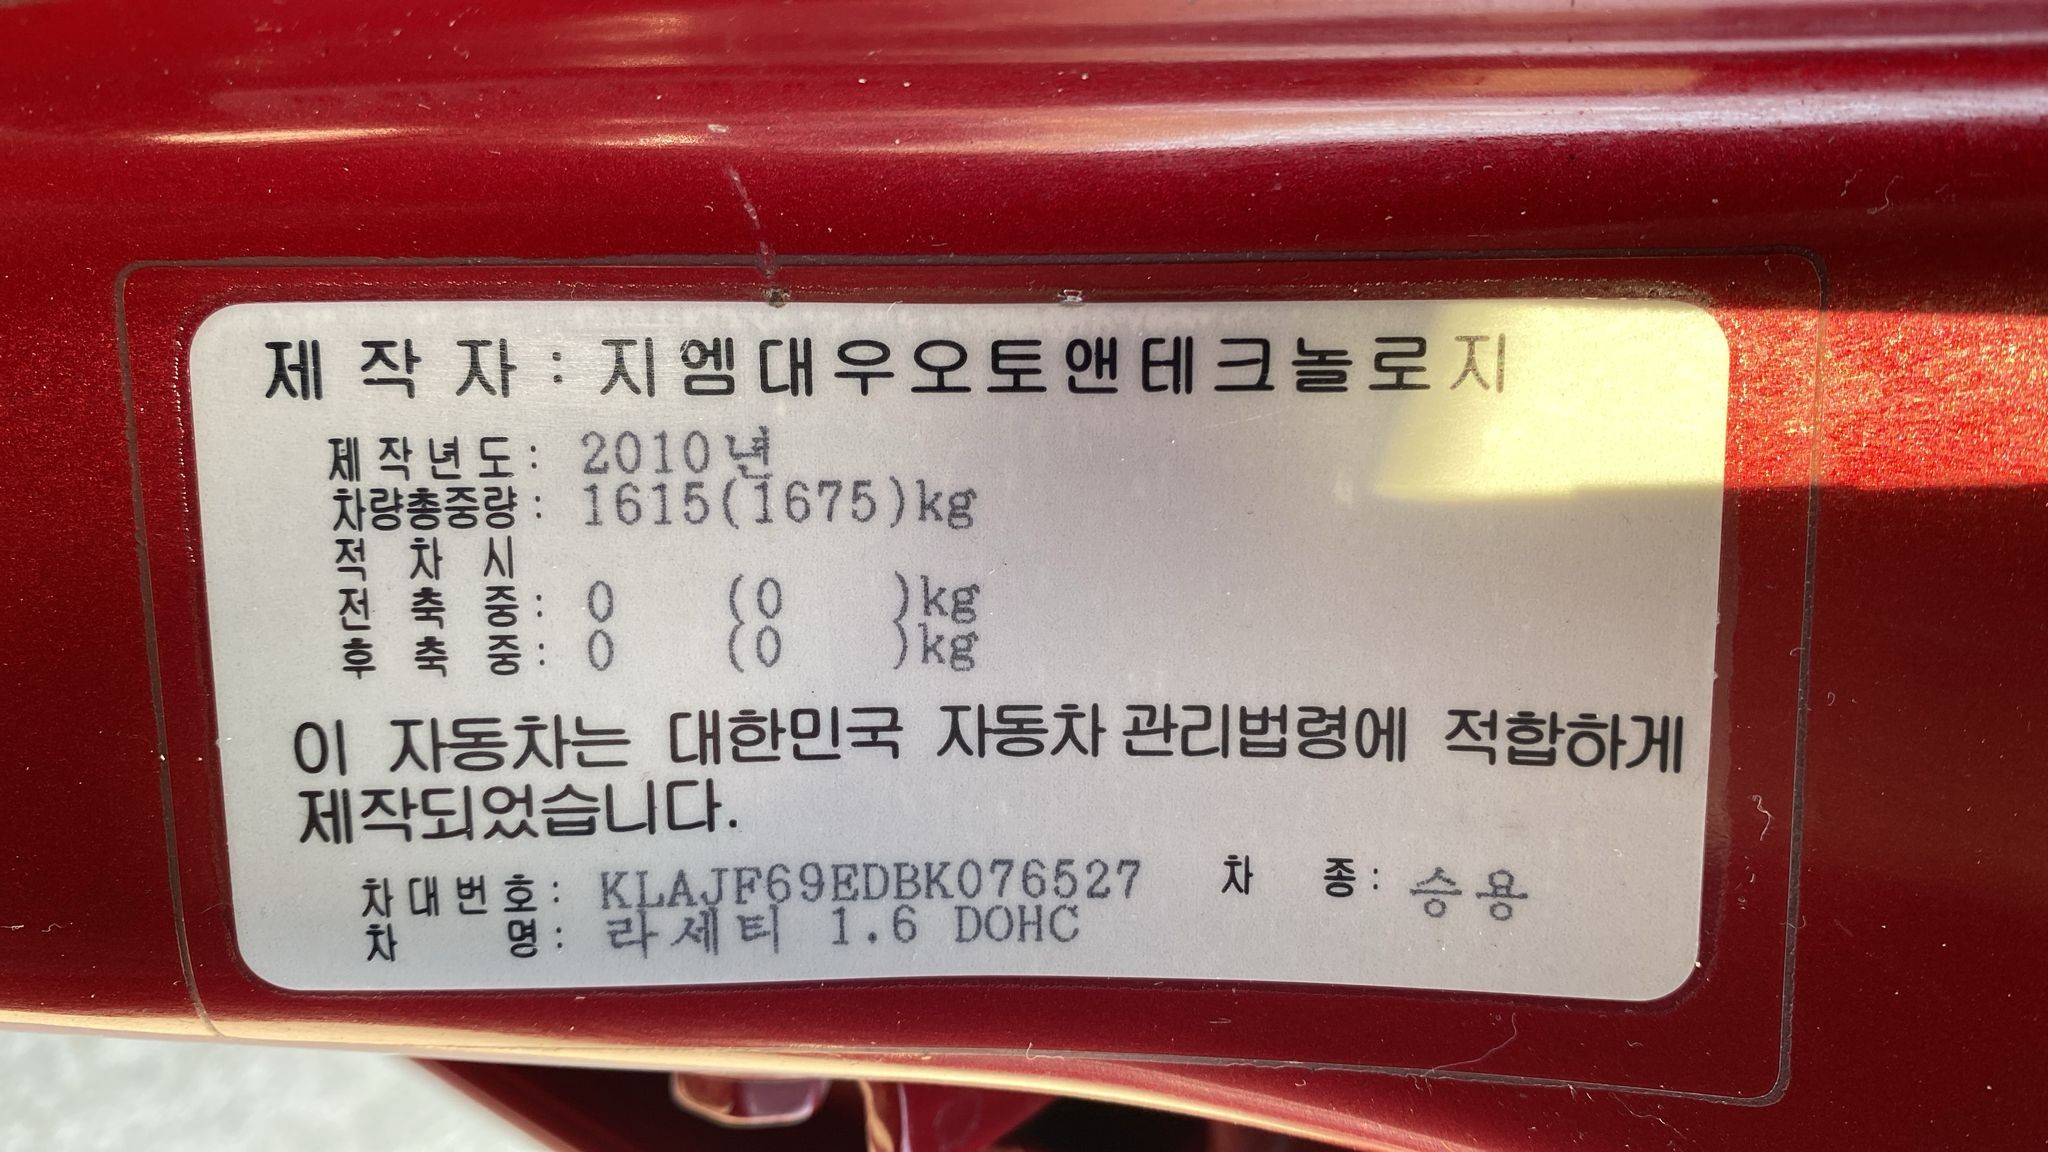 제작자 : 지엠대우오토앤테크놀로지
제작년도 : 2010년
차량총중량 : 1615(1675)kg
적 차 시
전 축 중 : 0 (0 )kg
후 축 중 : 0 (0 )kg
이 자동차는 대한민국 자동차 관리법령에 적합하게
제작되었습니다.
차대번호 : KLAJF69EDBK076527 차 종 : 승용
차 명 : 라세티 1.6 DOHC